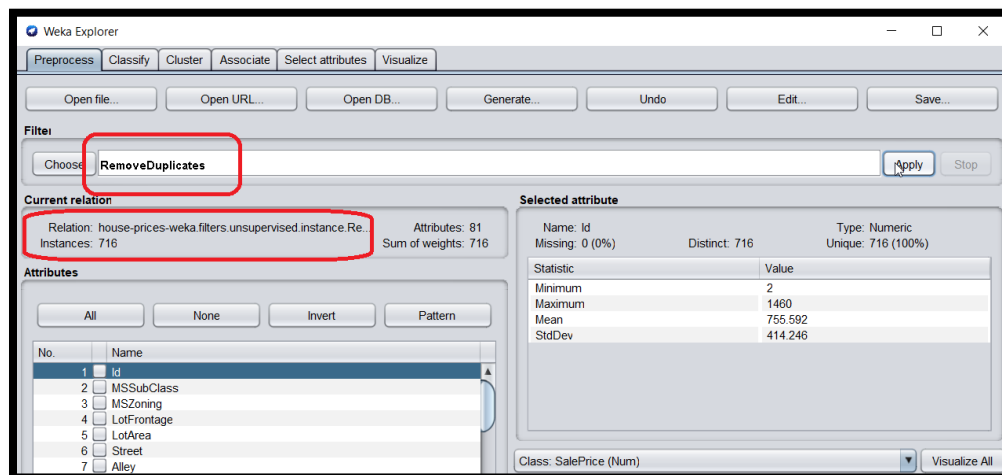 Weka Explorer
Preprocess Classify Cluster Associate Select attributes Visualize
Open file... Open URL... Open DB... Generate... Undo Edit... Save...
Filter
Choose RemoveDuplicates Apply Stop
Current relation
Relation: house-prices-weka.filters.unsupervised.instance.Re... Attributes: 81
Instances: 716 Sum of weights: 716
Selected attribute
Name: Id Type: Numeric
Missing: 0 (0%) Distinct: 716 Unique: 716 (100%)
Statistic Value
Minimum 2
Maximum 1460
Mean 755.592
StdDev 414.246
Attributes
All None Invert Pattern
No. Name
1 Id
2 MSSubClass
3 MSZoning
4 LotFrontage
5 LotArea
6 Street
7 Alley
Class: SalePrice (Num) Visualize All